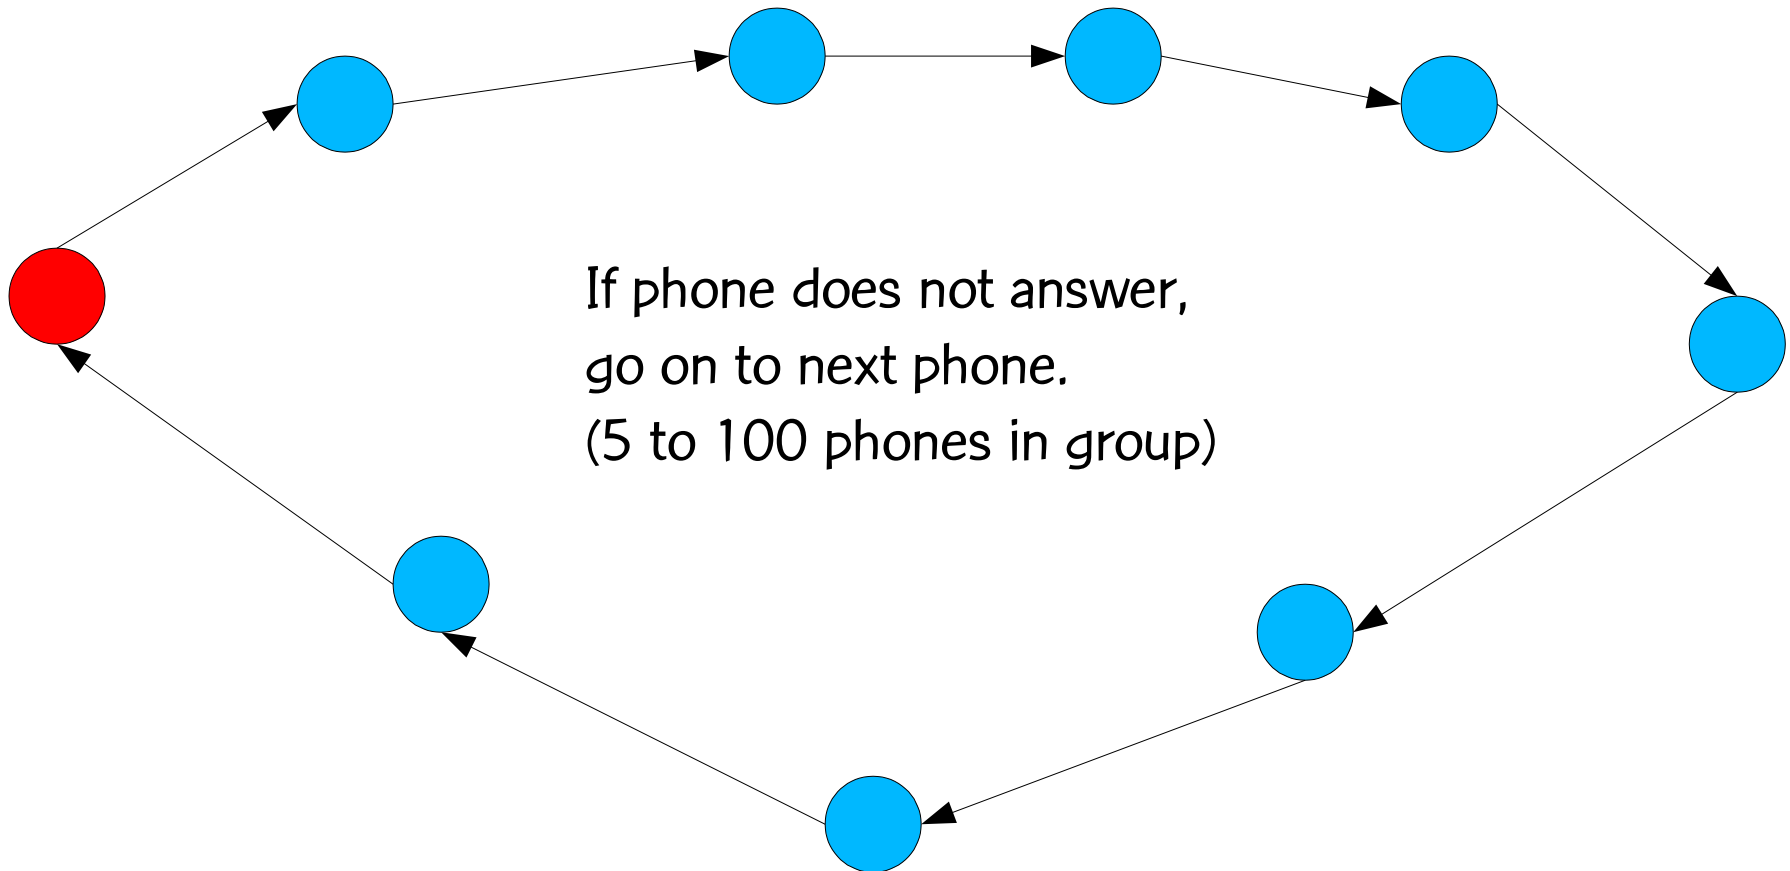 If phone does not answer,
go on to next phone.
(5 to 100 phones in group)